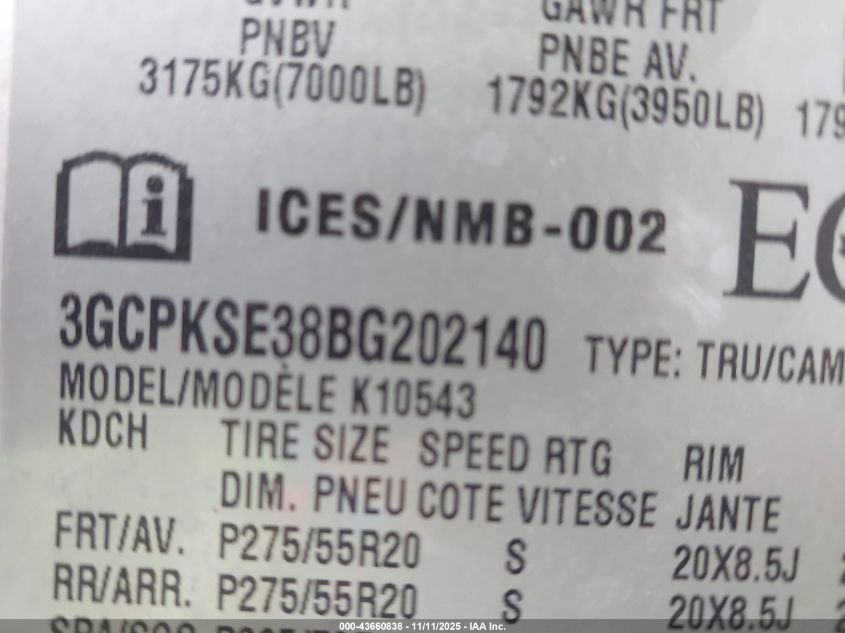 GAWR FRT
PNBV PNBE AV.
3175KG(7000LB) 1792KG(3950LB)
ICES/NMB-002
3GCPKSE38BG202140 TYPE: TRU/CAM
MODEL/MODÈLE K10543
KDCH TIRE SIZE SPEED RTG RIM
DIM. PNEU COTE VITESSE JANTE
FRT/AV. P275/55R20 S 20X8.5J
RR/ARR. P275/55R20 S 20X8.5J
000-43660838 - 11/11/2025 - IAA Inc.